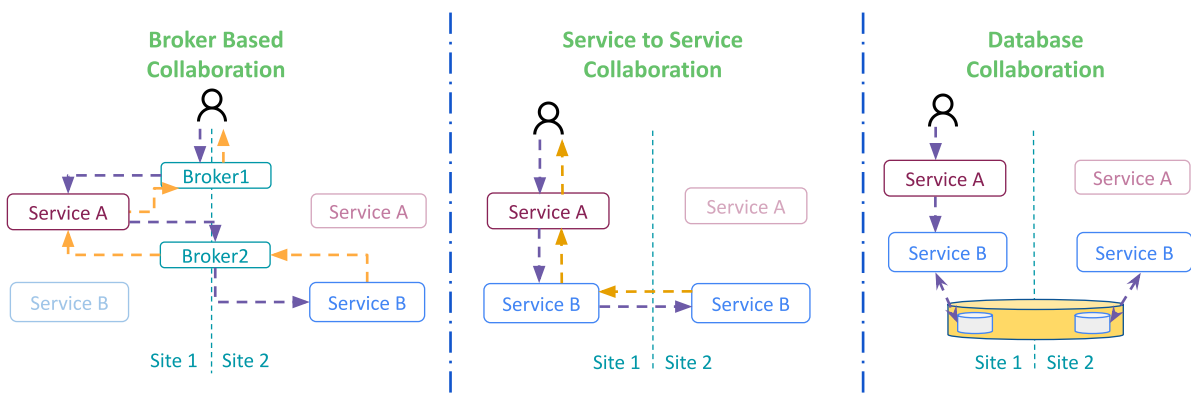 Broker Based
Collaboration
Broker1
Service A
Service A
Broker2
Service B
Service B
Site 1
Site 2
Service to Service
Collaboration
Service A
Service A
Service B
Service B
Site 1
Site 2
Database
Collaboration
Service A
Service A
Service B
Service B
Site 1
Site 2